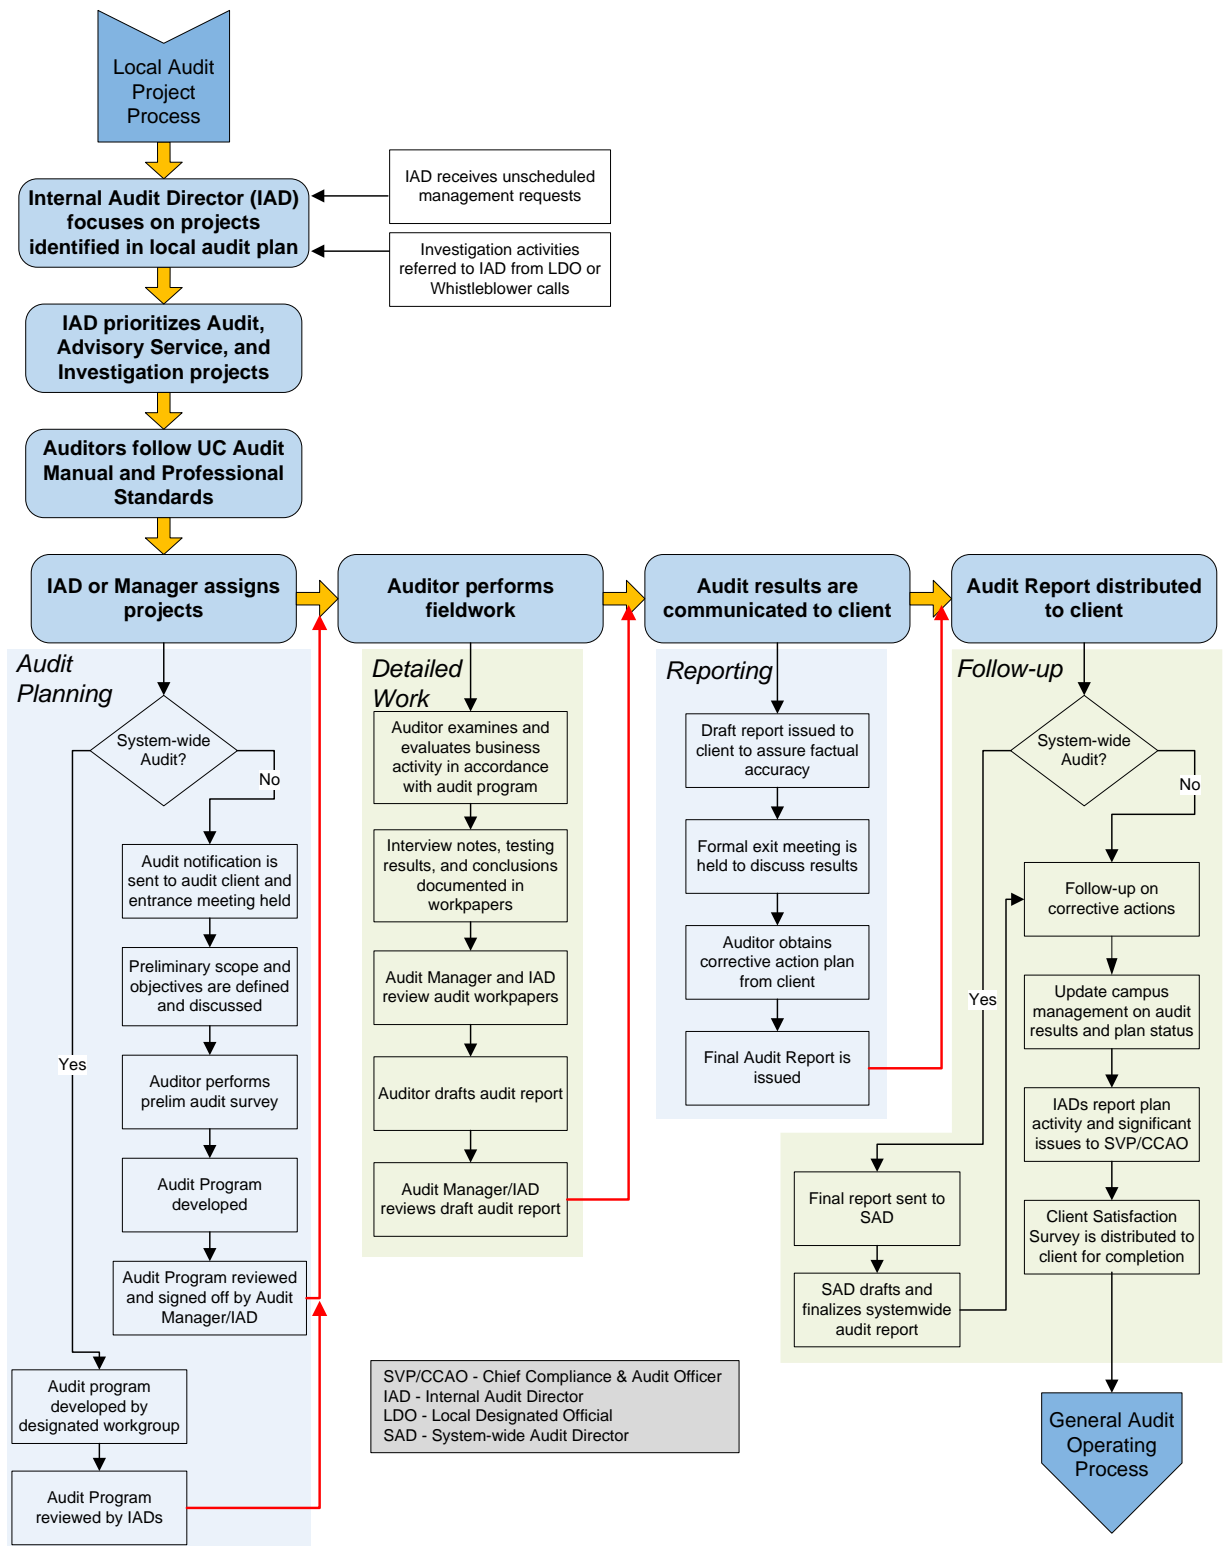 Local Audit
Project
Process
Internal Audit Director (IAD)
focuses on projects
identified in local audit plan
IAD receives unscheduled
management requests
Investigation activities
referred to IAD from LDO or
Whistleblower calls
IAD prioritizes Audit,
Advisory Service, and
Investigation projects
Auditors follow UC Audit
Manual and Professional
Standards
IAD or Manager assigns
projects
Auditor performs
fieldwork
Audit results are
communicated to client
Audit Report distributed
to client
Audit
Planning
System-wide
Audit?
No
Yes
Audit notification is
sent to audit client and
entrance meeting held
Preliminary scope and
objectives are defined
and discussed
Auditor performs
prelim audit survey
Audit Program
developed
Audit Program reviewed
and signed off by Audit
Manager/IAD
Audit program
developed by
designated workgroup
Audit Program
reviewed by IADs
Detailed
Work
Auditor examines and
evaluates business
activity in accordance
with audit program
Interview notes, testing
results, and conclusions
documented in
workpapers
Audit Manager and IAD
review audit workpapers
Auditor drafts audit report
Audit Manager/IAD
reviews draft audit report
Reporting
Draft report issued to
client to assure factual
accuracy
Formal exit meeting is
held to discuss results
Auditor obtains
corrective action plan
from client
Final Audit Report is
issued
Follow-up
System-wide
Audit?
No
Yes
Follow-up on
corrective actions
Update campus
management on audit
results and plan status
IADs report plan
activity and significant
issues to SVP/CCAO
Client Satisfaction
Survey is distributed to
client for completion
Final report sent to
SAD
SAD drafts and
finalizes systemwide
audit report
SVP/CCAO - Chief Compliance & Audit Officer
IAD - Internal Audit Director
LDO - Local Designated Official
SAD - System-wide Audit Director
General Audit
Operating
Process